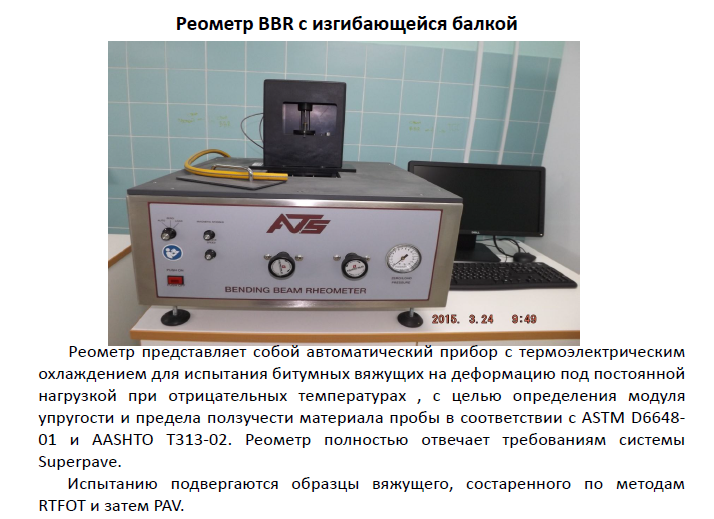 Реометр BBR с изгибающейся балкой
ATS
BENDING BEAM RHEOMETER
2015. 3.24 9:49
Реометр представляет собой автоматический прибор с термоэлектрическим
охлаждением для испытания битумных вяжущих на деформацию под постоянной
нагрузкой при отрицательных температурах , с целью определения модуля
упругости и предела ползучести материала пробы в соответствии с ASTM D6648-
01 и AASHTO T313-02. Реометр полностью отвечает требованиям системы
Superpave.
Испытанию подвергаются образцы вяжущего, состаренного по методам
RTFOT и затем PAV.